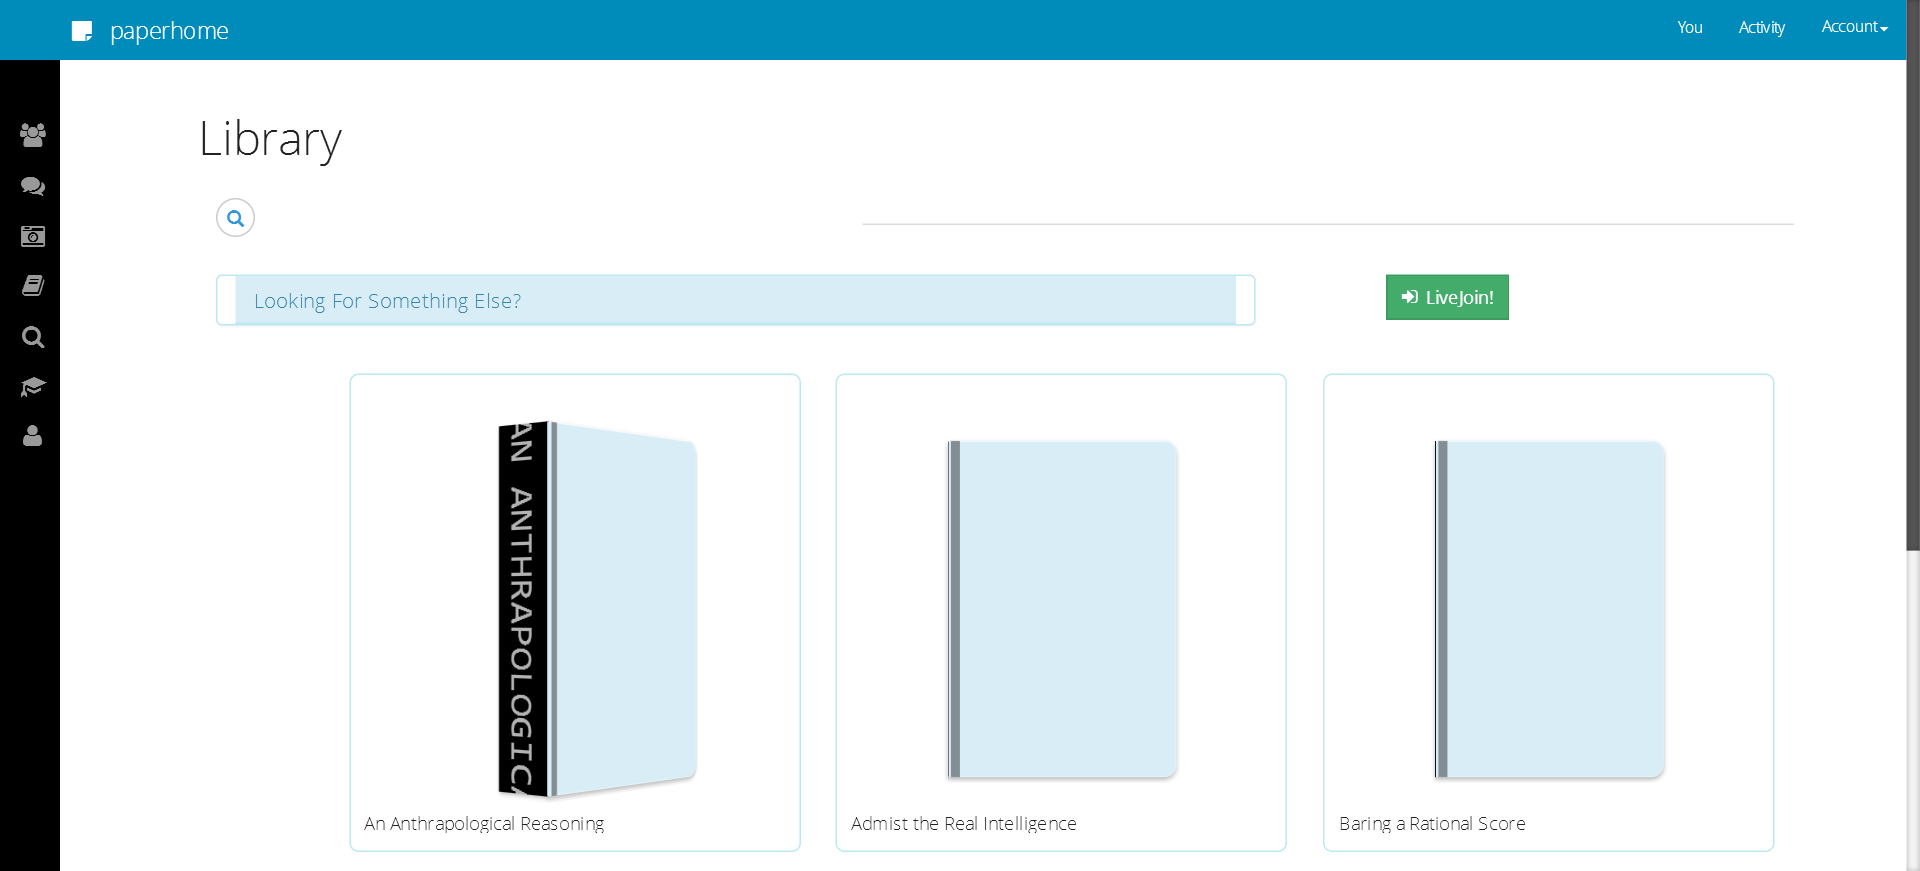 paperhome
You
Activity
Account
Library
Looking For Something Else?
LiveJoin!
AN ANTHRAPOLOGICA
An Anthrapological Reasoning
Admist the Real Intelligence
Baring a Rational Score